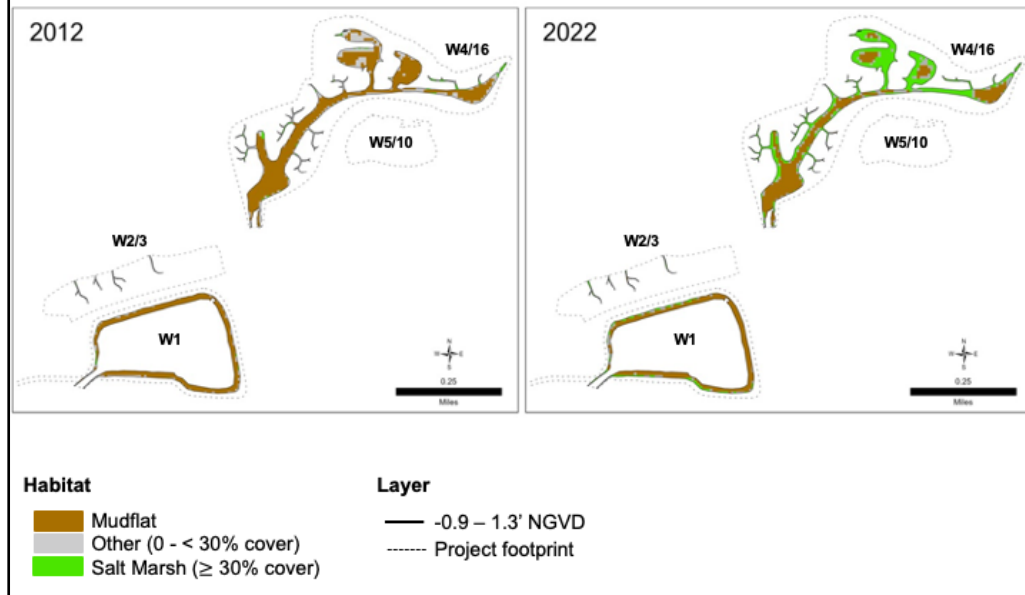 2012
W4/16
W5/10
W2/3
W1
N
W E
S
0.25
Miles
2022
W4/16
W5/10
W2/3
W1
N
W E
S
0.25
Miles
Habitat
Mudflat
Other (0 - < 30% cover)
Salt Marsh (≥ 30% cover)
Layer
-0.9 – 1.3' NGVD
Project footprint